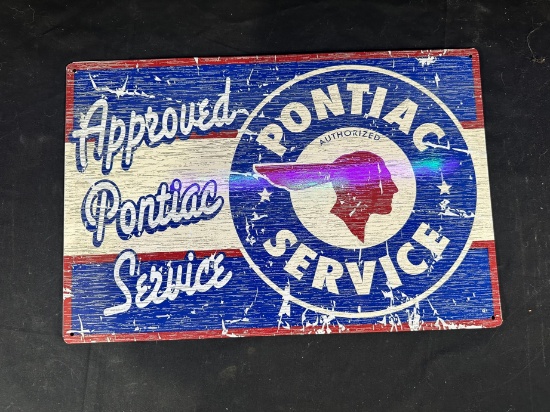 Approved
Pontiac
Service
PONTIAC
AUTHORIZED
SERVICE